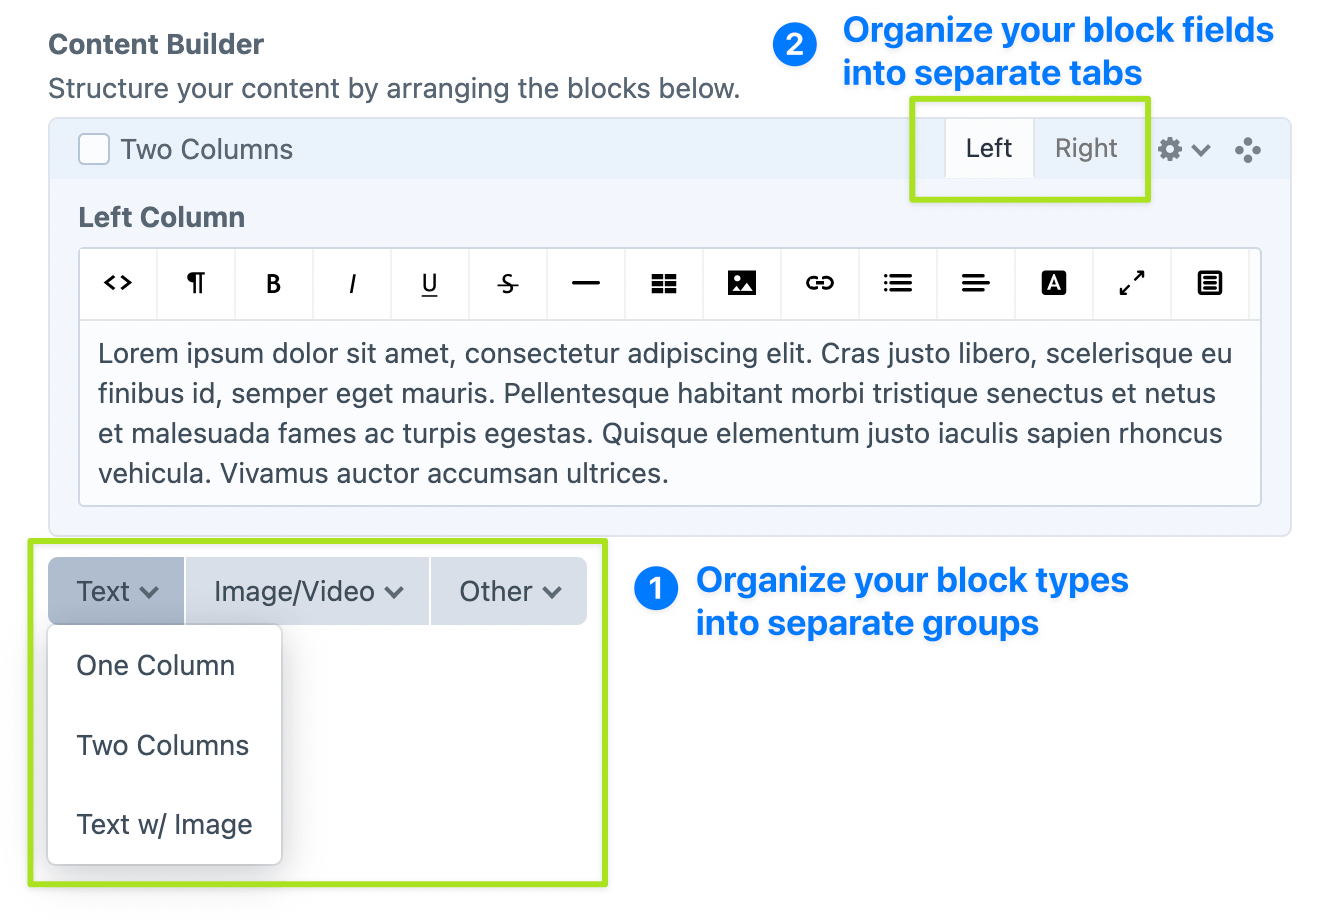 Content Builder
Structure your content by arranging the blocks below.
2 Organize your block fields
into separate tabs
Two Columns
Left Right
Left Column
Lorem ipsum dolor sit amet, consectetur adipiscing elit. Cras justo libero, scelerisque eu
finibus id, semper eget mauris. Pellentesque habitant morbi tristique senectus et netus
et malesuada fames ac turpis egestas. Quisque elementum justo iaculis sapien rhoncus
vehicula. Vivamus auctor accumsan ultrices.
Text Image/Video Other
1 Organize your block types
into separate groups
One Column
Two Columns
Text w/ Image